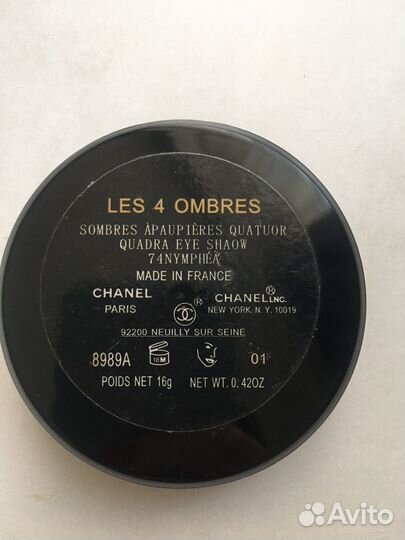 LES 4 OMBRES
SOMBRES ÀPAUPIÈRES QUATUOR
QUADRA EYE SHAOW
74NYMPHÉA
MADE IN FRANCE
CHANEL
PARIS
®
CHANEL® LNC.
NEW YORK. N.Y. 10019
92200 NEUILLY SUR SEINE
8989A
18M
01
POIDS NET 16g NET WT. 0.42OZ
Avito